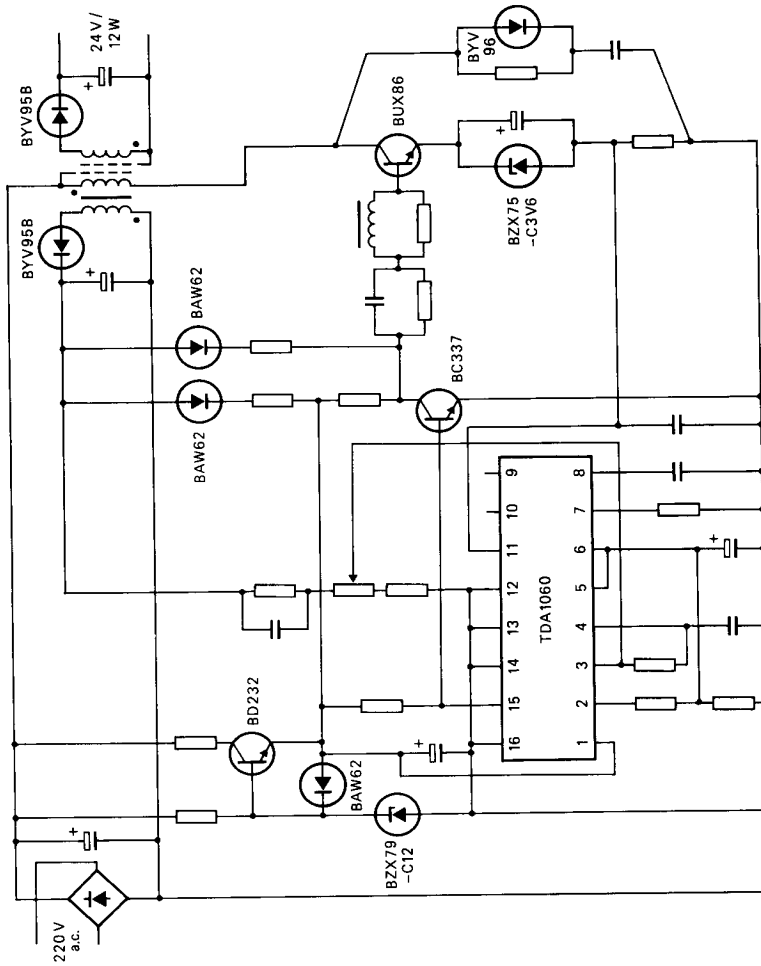 24V/
12W
BYV95B
BYV95B
BYV
96
BUX86
BZX75
-C3V6
BAW62
BAW62
BC337
9
10
11
12
13
14
15
16
TDA1060
8
7
6
5
4
3
2
1
BD232
BAW62
BZX79
-C12
220V
a.c.
+
+
+
+
+
+